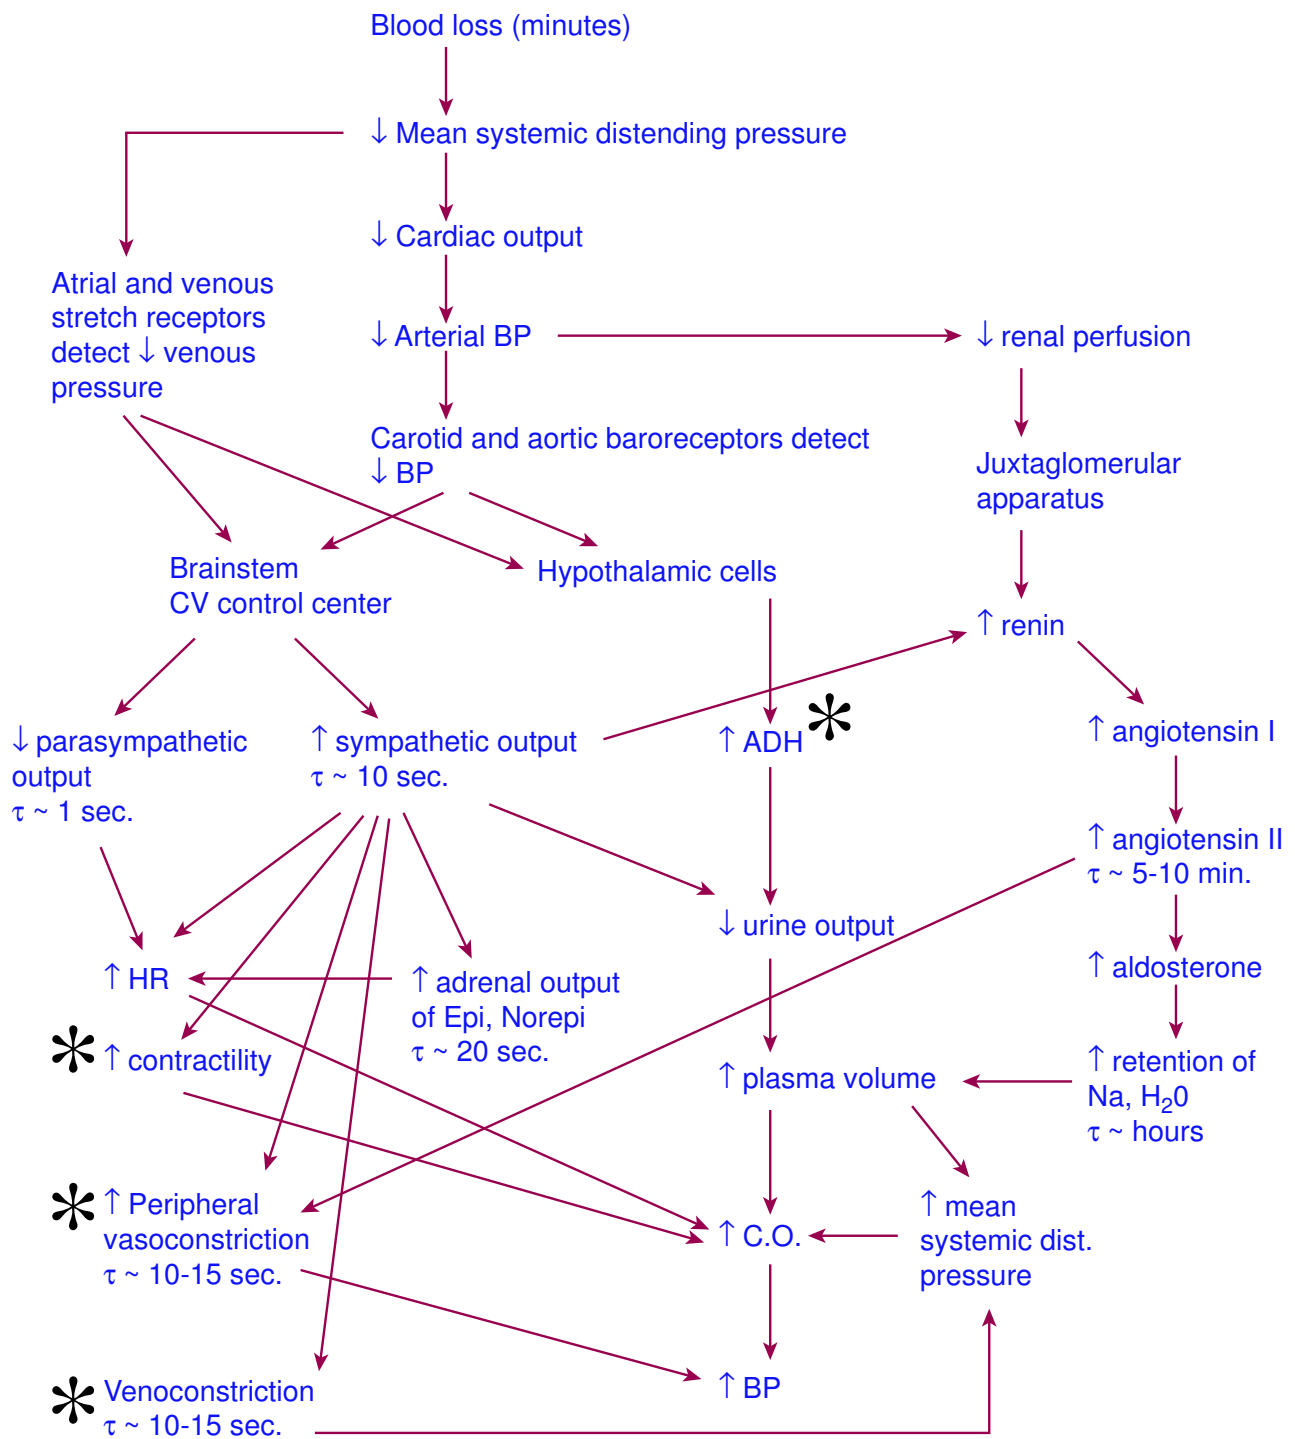 Blood loss (minutes)
↓ Mean systemic distending pressure
↓ Cardiac output
Atrial and venous
stretch receptors
detect ↓ venous
pressure
↓ Arterial BP
↓ renal perfusion
Carotid and aortic baroreceptors detect
↓ BP
Juxtaglomerular
apparatus
Brainstem
CV control center
Hypothalamic cells
↑ renin
↓ parasympathetic
output
τ ~ 1 sec.
↑ sympathetic output
τ ~ 10 sec.
↑ ADH *
↑ angiotensin I
↑ angiotensin II
τ ~ 5-10 min.
↓ urine output
↑ HR
↑ adrenal output
of Epi, Norepi
τ ~ 20 sec.
↑ aldosterone
* ↑ contractility
↑ plasma volume
↑ retention of
Na, H₂0
τ ~ hours
* ↑ Peripheral
vasoconstriction
τ ~ 10-15 sec.
↑ C.O.
↑ mean
systemic dist.
pressure
* Venoconstriction
τ ~ 10-15 sec.
↑ BP